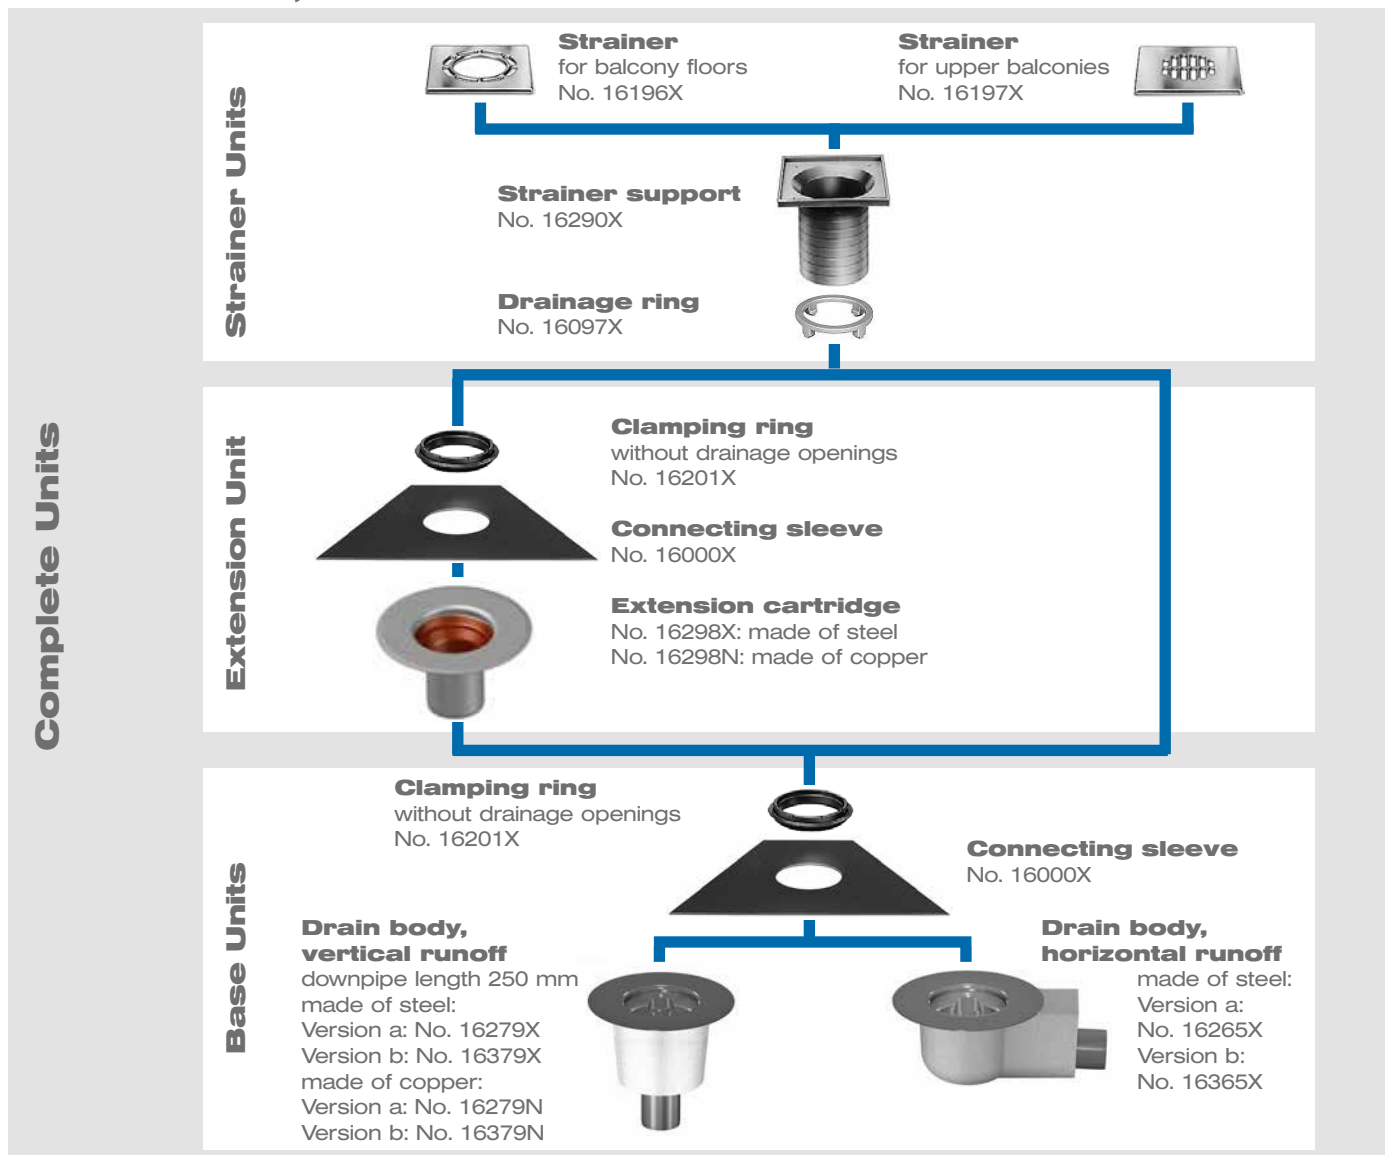 Complete Units
Strainer Units
Strainer
for balcony floors
No. 16196X
Strainer
for upper balconies
No. 16197X
Strainer support
No. 16290X
Drainage ring
No. 16097X
Extension Unit
Clamping ring
without drainage openings
No. 16201X
Connecting sleeve
No. 16000X
Extension cartridge
No. 16298X: made of steel
No. 16298N: made of copper
Base Units
Clamping ring
without drainage openings
No. 16201X
Connecting sleeve
No. 16000X
Drain body,
vertical runoff
downpipe length 250 mm
made of steel:
Version a: No. 16279X
Version b: No. 16379X
made of copper:
Version a: No. 16279N
Version b: No. 16379N
Drain body,
horizontal runoff
made of steel:
Version a:
No. 16265X
Version b:
No. 16365X